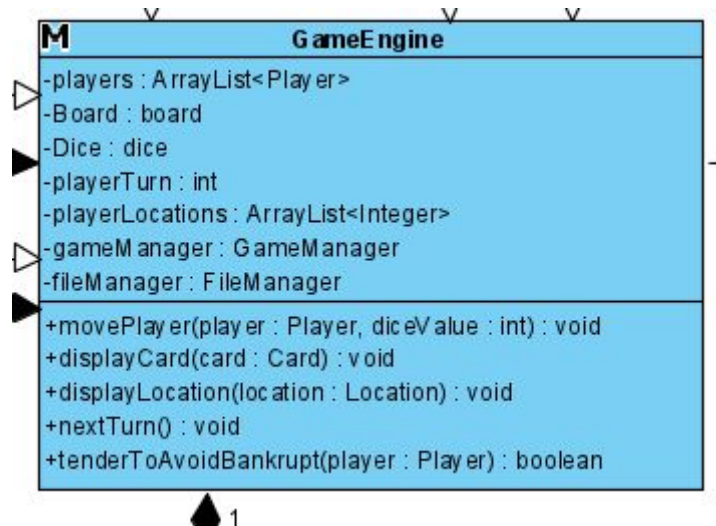 M
GameEngine
-players : ArrayList<Player>
-Board : board
-Dice : dice
-playerTurn : int
-playerLocations : ArrayList<Integer>
-gameManager : GameManager
-fileManager : FileManager
+movePlayer(player : Player, diceValue : int) : void
+displayCard(card : Card) : void
+displayLocation(location : Location) : void
+nextTurn() : void
+tenderToAvoidBankrupt(player : Player) : boolean
1